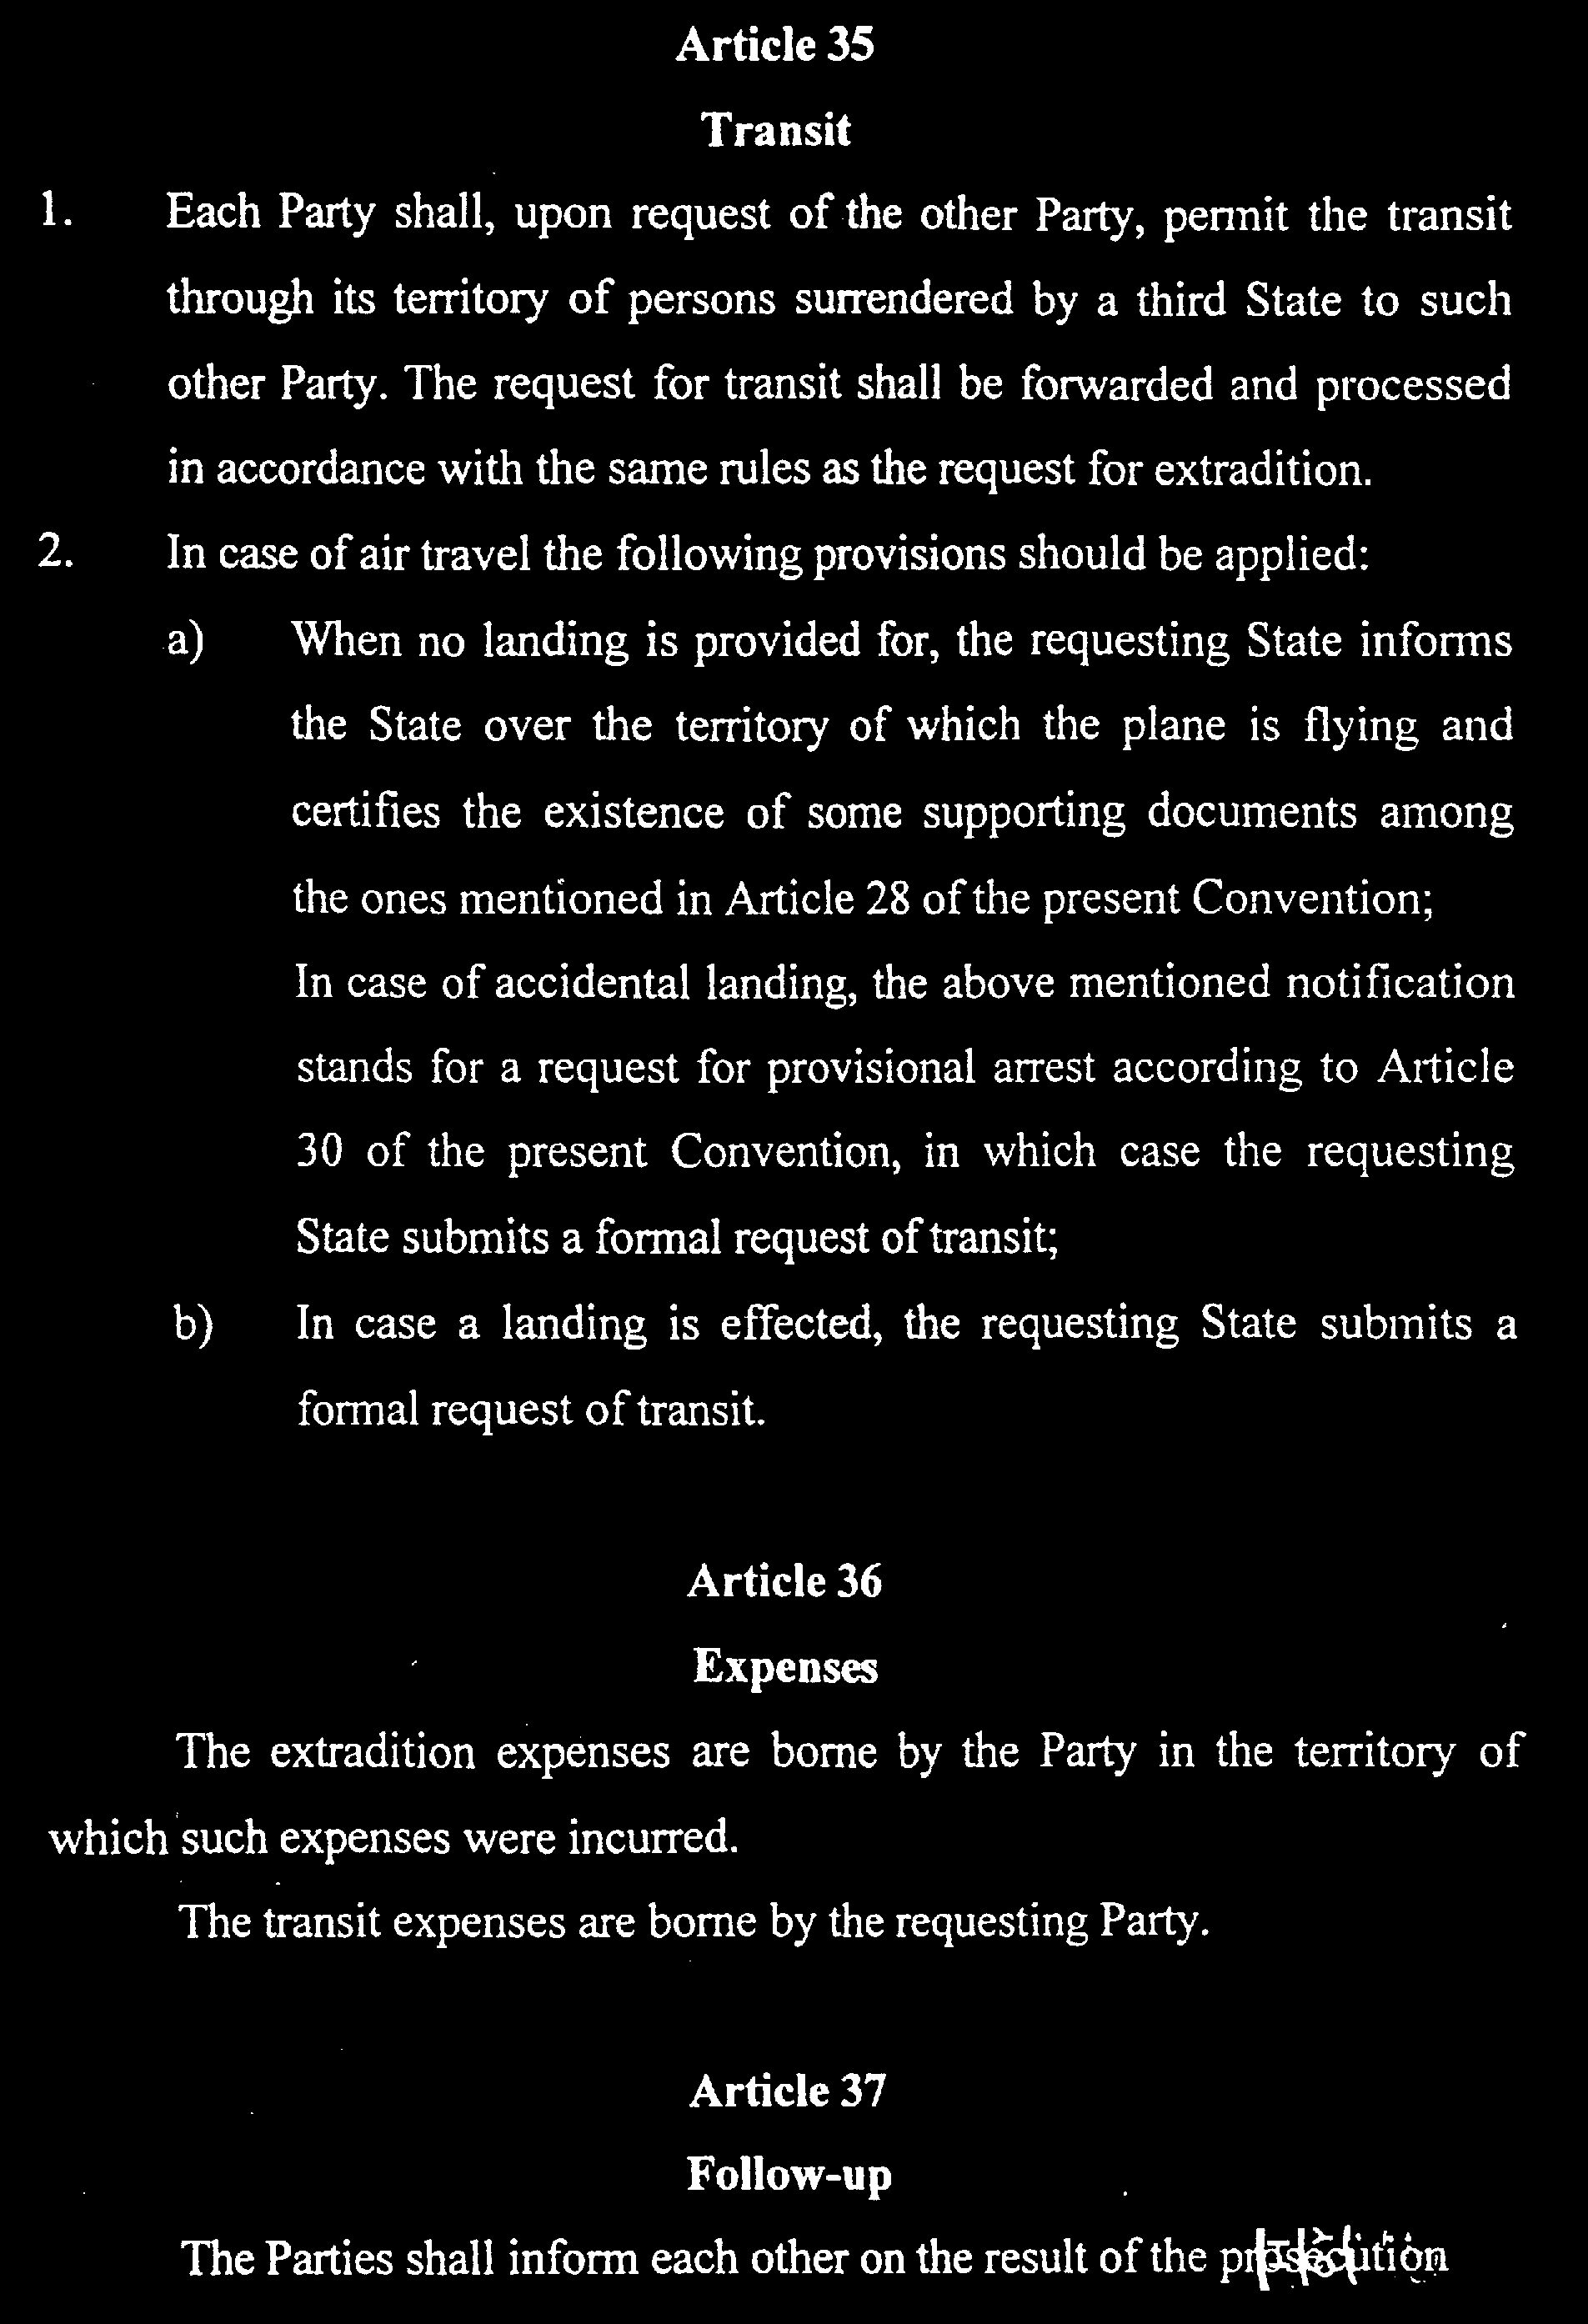 Article 35
Transit
1. Each Party shall, upon request of the other Party, permit the transit
through its territory of persons surrendered by a third State to such
other Party. The request for transit shall be forwarded and processed
in accordance with the same rules as the request for extradition.
2. In case of air travel the following provisions should be applied:
a) When no landing is provided for, the requesting State informs
the State over the territory of which the plane is flying and
certifies the existence of some supporting documents among
the ones mentioned in Article 28 of the present Convention;
In case of accidental landing, the above mentioned notification
stands for a request for provisional arrest according to Article
30 of the present Convention, in which case the requesting
State submits a formal request of transit;
b) In case a landing is effected, the requesting State submits a
formal request of transit.
Article 36
Expenses
The extradition expenses are borne by the Party in the territory of
which such expenses were incurred.
The transit expenses are borne by the requesting Party.
Article 37
Follow-up
The Parties shall inform each other on the result of the prosecution